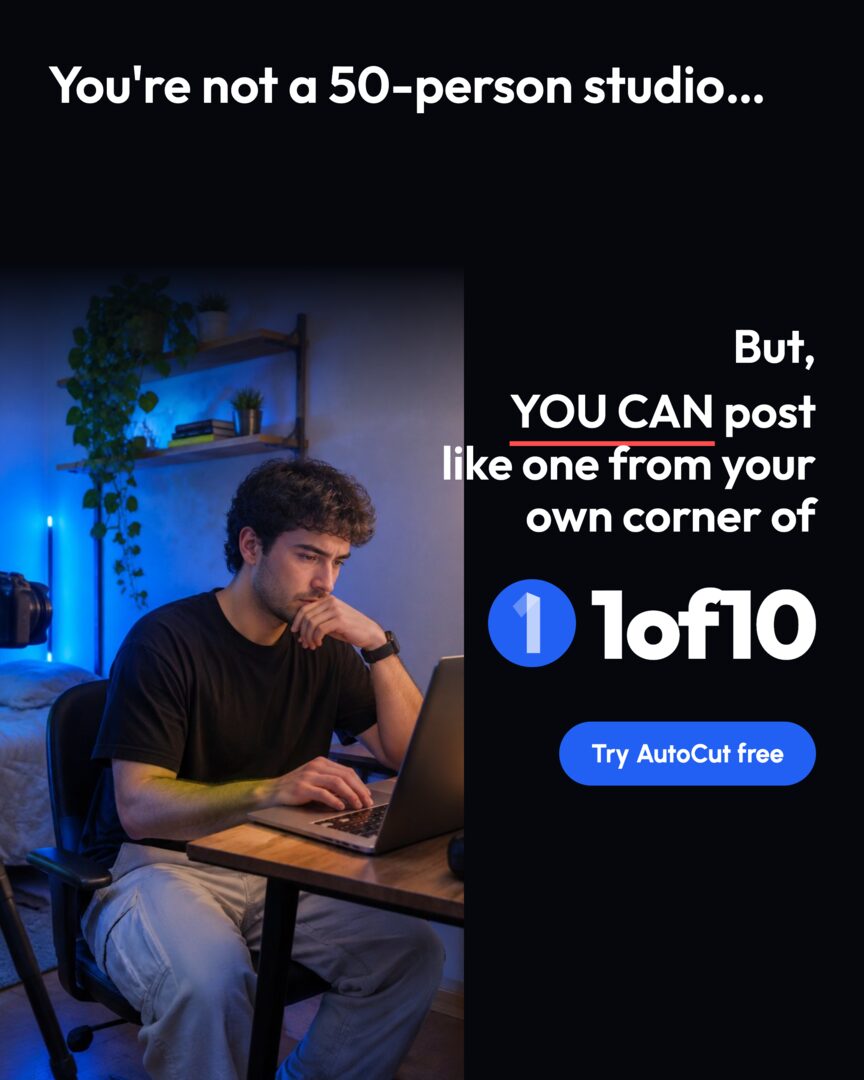 You're not a 50-person studio...
But,
YOU CAN post
like one from your
own corner of
1 1of10
Try AutoCut free